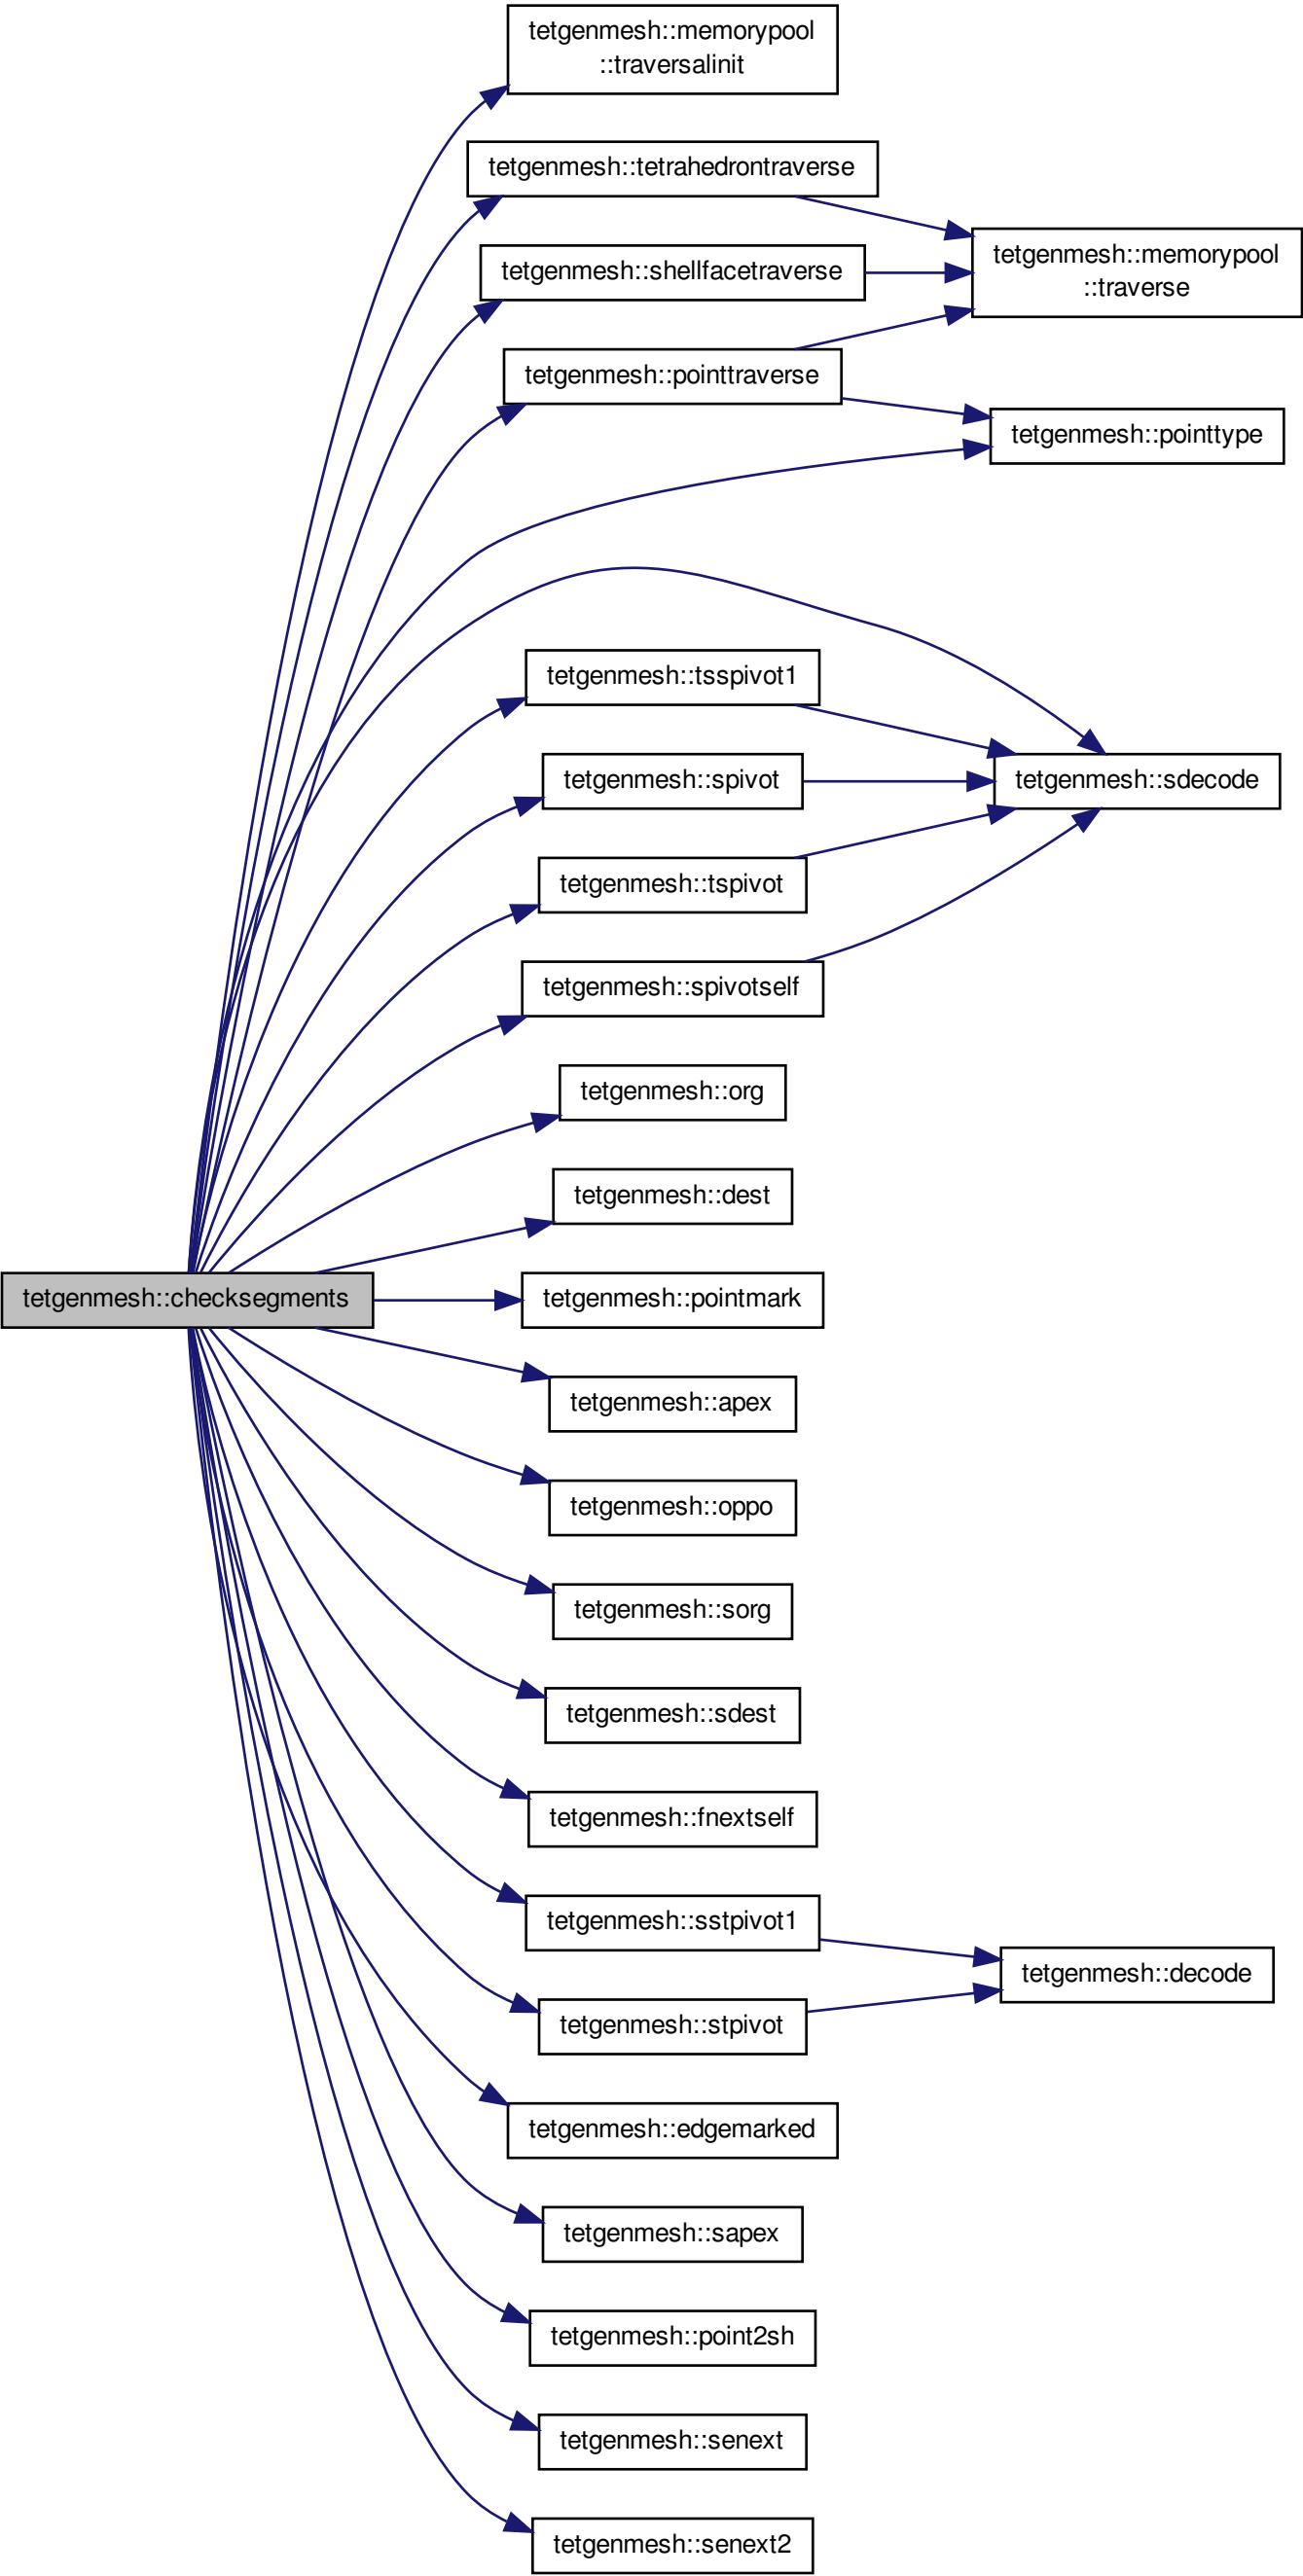 tetgenmesh::memorypool
::traversalinit
tetgenmesh::tetrahedrontraverse
tetgenmesh::memorypool
::traverse
tetgenmesh::shellfacetraverse
tetgenmesh::pointtraverse
tetgenmesh::pointtype
tetgenmesh::tsspivot1
tetgenmesh::spivot
tetgenmesh::sdecode
tetgenmesh::tspivot
tetgenmesh::spivotself
tetgenmesh::org
tetgenmesh::dest
tetgenmesh::checksegments
tetgenmesh::pointmark
tetgenmesh::apex
tetgenmesh::oppo
tetgenmesh::sorg
tetgenmesh::sdest
tetgenmesh::fnextself
tetgenmesh::sstpivot1
tetgenmesh::decode
tetgenmesh::stpivot
tetgenmesh::edgemarked
tetgenmesh::sapex
tetgenmesh::point2sh
tetgenmesh::senext
tetgenmesh::senext2